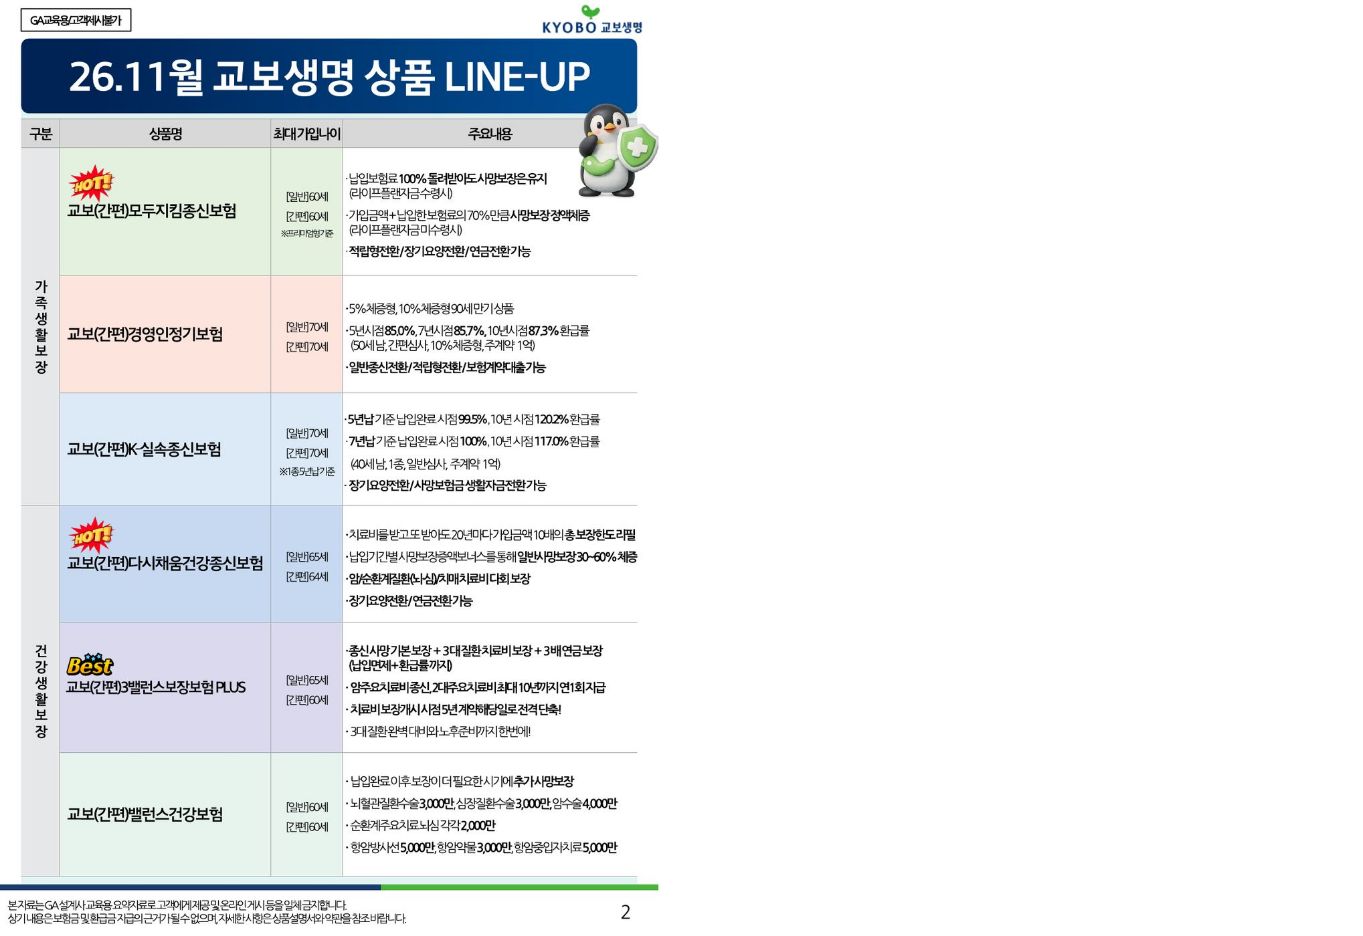 GA교육용/고객제시불가
KYOBO 교보생명
26.11월 교보생명 상품 LINE-UP
구분 상품명 최대 가입나이 주요내용
가족생활보장
HOT!
교보(간편)모두지킴종신보험
[일반]60세
[간편]60세
※프리미엄형 기준
· 납입보험료 100% 돌려받아도 사망보장은 유지
(라이프플랜자금 수령시)
· 가입금액 + 납입한 보험료의 70%만큼 사망보장 정액체증
(라이프플랜자금 미수령시)
· 적립형전환 / 장기요양전환 / 연금전환 가능
교보(간편)경영인정기보험
[일반]70세
[간편]70세
· 5%체증형, 10%체증형 90세 만기 상품
· 5년시점 85.0%, 7년시점 85.7%, 10년시점 87.3% 환급률
(50세 남, 간편심사, 10%체증형, 주계약 1억)
· 일반종신전환 / 적립형전환 / 보험계약대출 가능
교보(간편)K-실속종신보험
[일반]70세
[간편]70세
※1종 5년납 기준
· 5년납 기준 납입완료 시점 99.5%, 10년 시점 120.2% 환급률
· 7년납 기준 납입완료 시점 100%, 10년 시점 117.0% 환급률
(40세 남, 1종, 일반심사, 주계약 1억)
· 장기요양전환 / 사망보험금 생활자금전환 가능
건강생활보장
HOT!
교보(간편)다시채움건강종신보험
[일반]65세
[간편]64세
· 치료비를 받고 또 받아도 20년마다 가입금액 10배의 총 보장한도 리필
· 납입기간별 사망보장증액보너스를 통해 일반사망보장 30~60% 체증
· 암/순환계질환(뇌·심)/치매 치료비 다회 보장
· 장기요양전환 / 연금전환 가능
Best
교보(간편)3밸런스보장보험 PLUS
[일반]65세
[간편]60세
· 종신 사망 기본 보장 + 3대 질환 치료비 보장 + 3배 연금 보장
(납입면제 + 환급률까지)
· 암주요치료비 종신, 2대주요치료비 최대 10년까지 연1회 지급
· 치료비 보장개시 시점 5년 계약해당일로 전격 단축!
· 3대 질환 완벽 대비와 노후준비까지 한번에!
교보(간편)밸런스건강보험
[일반]60세
[간편]60세
· 납입완료 이후 보장이 더 필요한 시기에 추가 사망보장
· 뇌혈관질환수술 3,000만, 심장질환수술 3,000만, 암수술 4,000만
· 순환계주요치료 뇌심 각각 2,000만
· 항암방사선 5,000만, 항암약물 3,000만, 항암중입자치료 5,000만
본 자료는 GA 설계사 교육용 요약자료로 고객에게 제공 및 온라인 게시 등을 일체 금지합니다.
상기 내용은 보험금 및 환급금 지급의 근거가 될 수 없으며, 자세한 사항은 상품설명서와 약관을 참조 바랍니다.
2